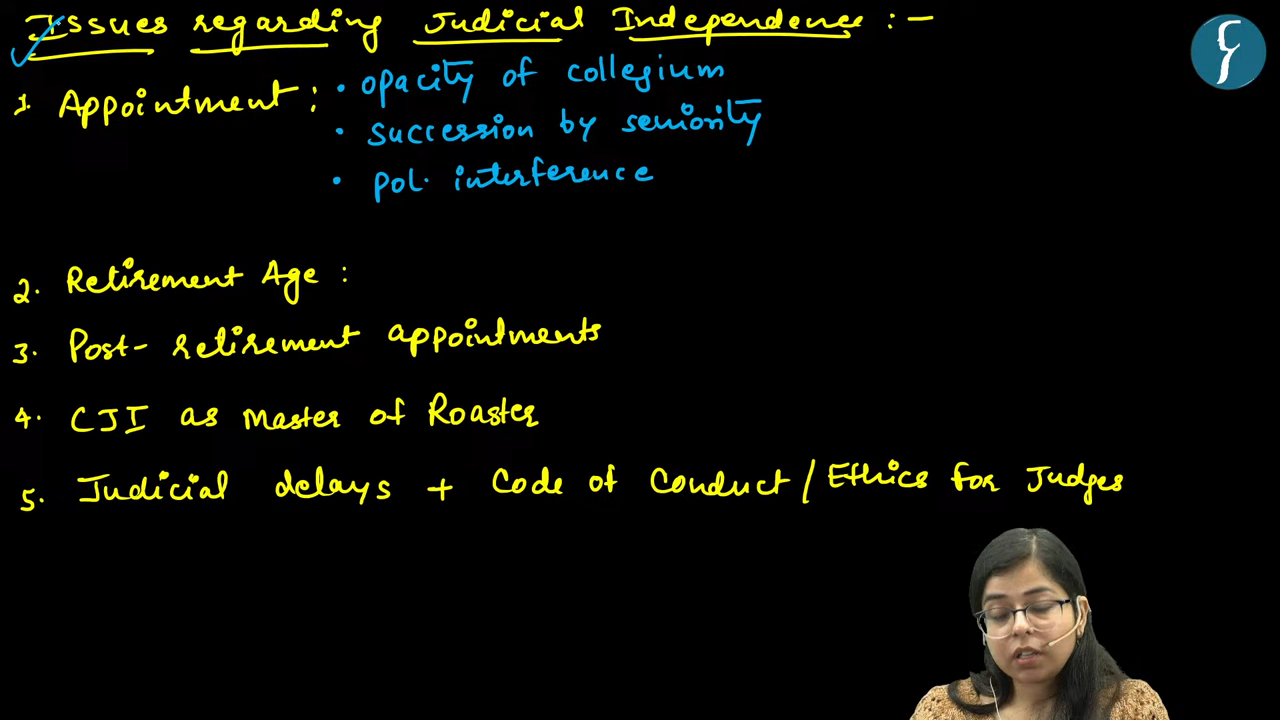 Issues regarding Judicial Independence :-
1. Appointment : • opacity of collegium
• succession by seniority
• pol. interference
2. Retirement Age :
3. Post- retirement appointments
4. CJI as Master of Roaster
5. Judicial delays + Code of Conduct / Ethics for Judges